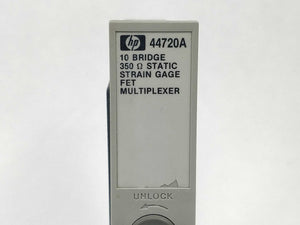 hp 44720A
10 BRIDGE
350 Ω STATIC
STRAIN GAGE
FET
MULTIPLEXER
UNLOCK